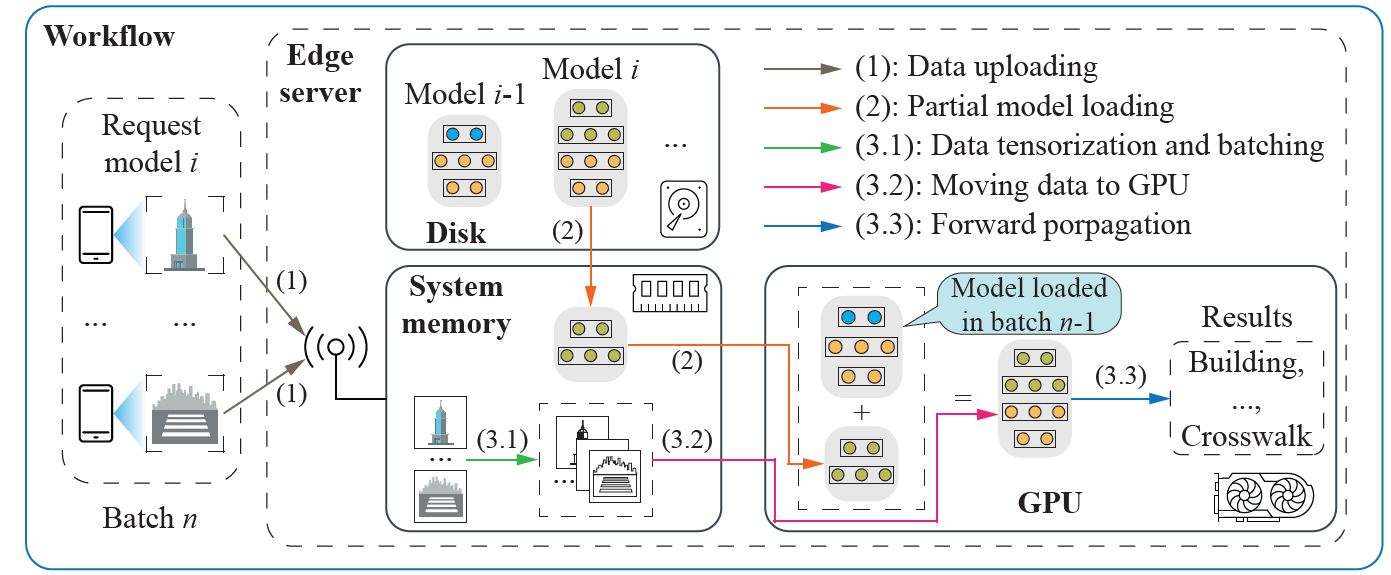 Workflow
Request
model i
...
...
Batch n
(1)
(1)
Edge
server
Model i-1
Model i
...
Disk
(2)
System
memory
(2)
...
(3.1)
...
(3.2)
(1): Data uploading
(2): Partial model loading
(3.1): Data tensorization and batching
(3.2): Moving data to GPU
(3.3): Forward porpagation
Model loaded
in batch n-1
+
=
(3.3)
GPU
Results
Building,
...,
Crosswalk